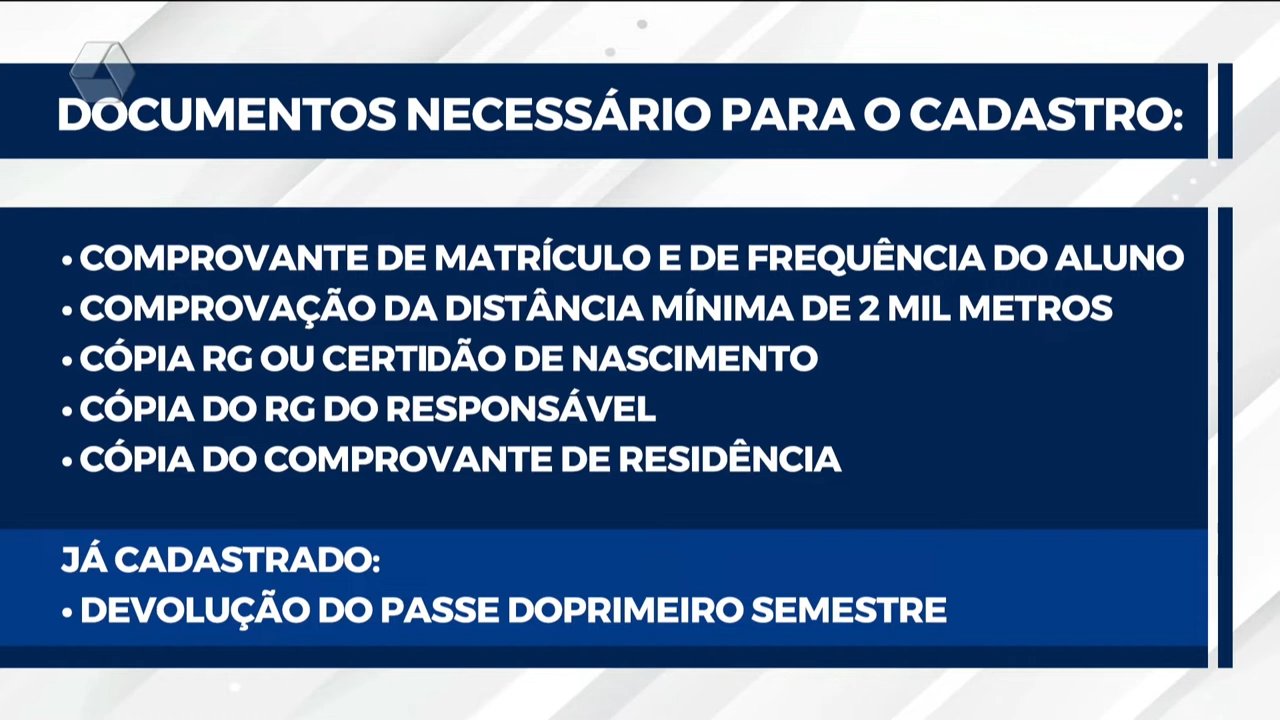 DOCUMENTOS NECESSÁRIO PARA O CADASTRO:
• COMPROVANTE DE MATRÍCULO E DE FREQUÊNCIA DO ALUNO
• COMPROVAÇÃO DA DISTÂNCIA MÍNIMA DE 2 MIL METROS
• CÓPIA RG OU CERTIDÃO DE NASCIMENTO
• CÓPIA DO RG DO RESPONSÁVEL
• CÓPIA DO COMPROVANTE DE RESIDÊNCIA
JÁ CADASTRADO:
• DEVOLUÇÃO DO PASSE DOPRIMEIRO SEMESTRE